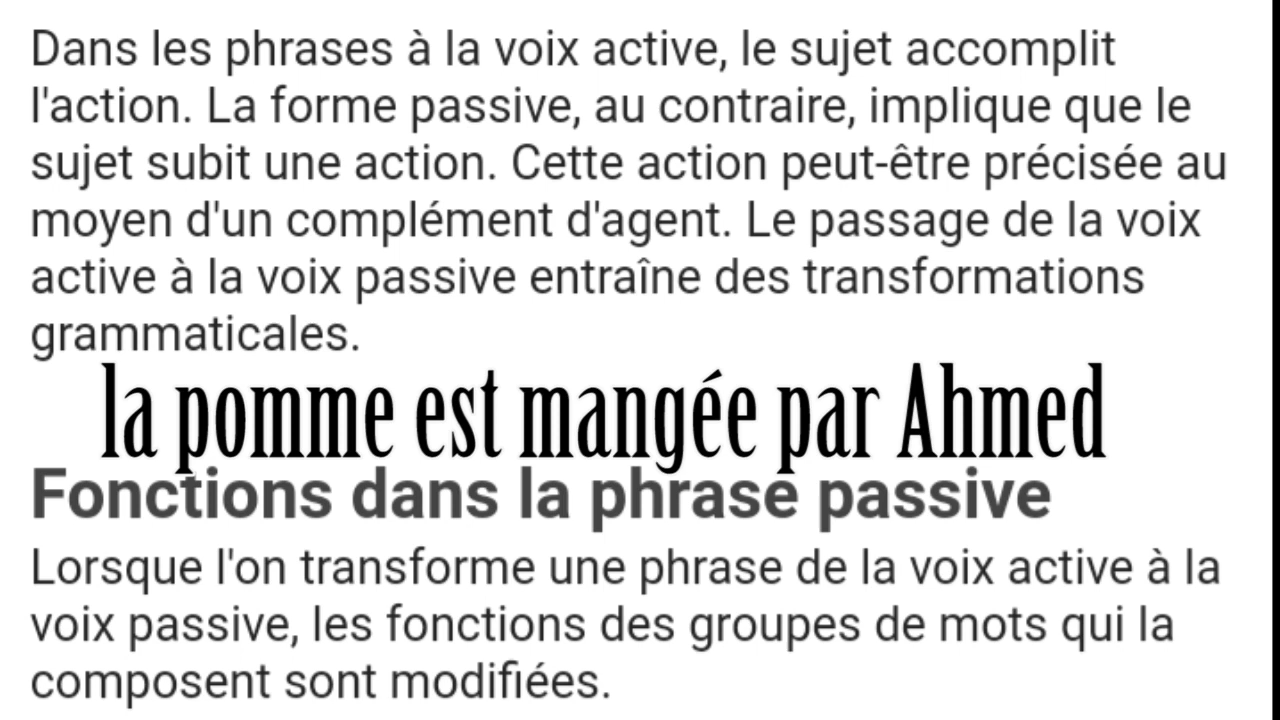 Dans les phrases à la voix active, le sujet accomplit
l'action. La forme passive, au contraire, implique que le
sujet subit une action. Cette action peut-être précisée au
moyen d'un complément d'agent. Le passage de la voix
active à la voix passive entraîne des transformations
grammaticales.
la pomme est mangée par Ahmed
Fonctions dans la phrase passive
Lorsque l'on transforme une phrase de la voix active à la
voix passive, les fonctions des groupes de mots qui la
composent sont modifiées.